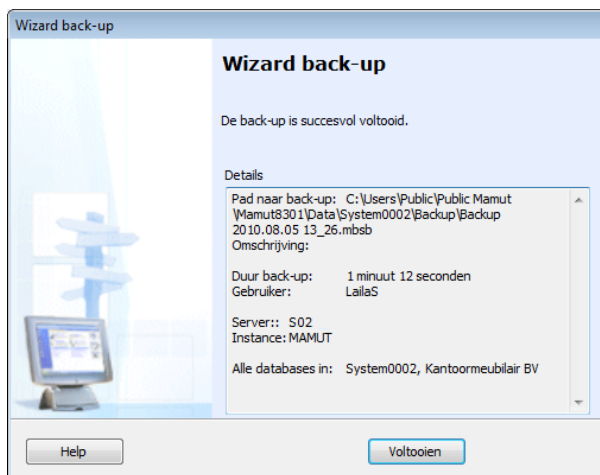 Wizard back-up
Wizard back-up
De back-up is succesvol voltooid.
Details
Pad naar back-up: C:\Users\Public\Public Mamut
\Mamut8301\Data\System0002\Backup\Backup
2010.08.05 13_26.mbsb
Omschrijving:
Duur back-up: 1 minuut 12 seconden
Gebruiker: LailaS
Server:: S02
Instance: MAMUT
Alle databases in: System0002, Kantoormeubilair BV
Help
Voltooien